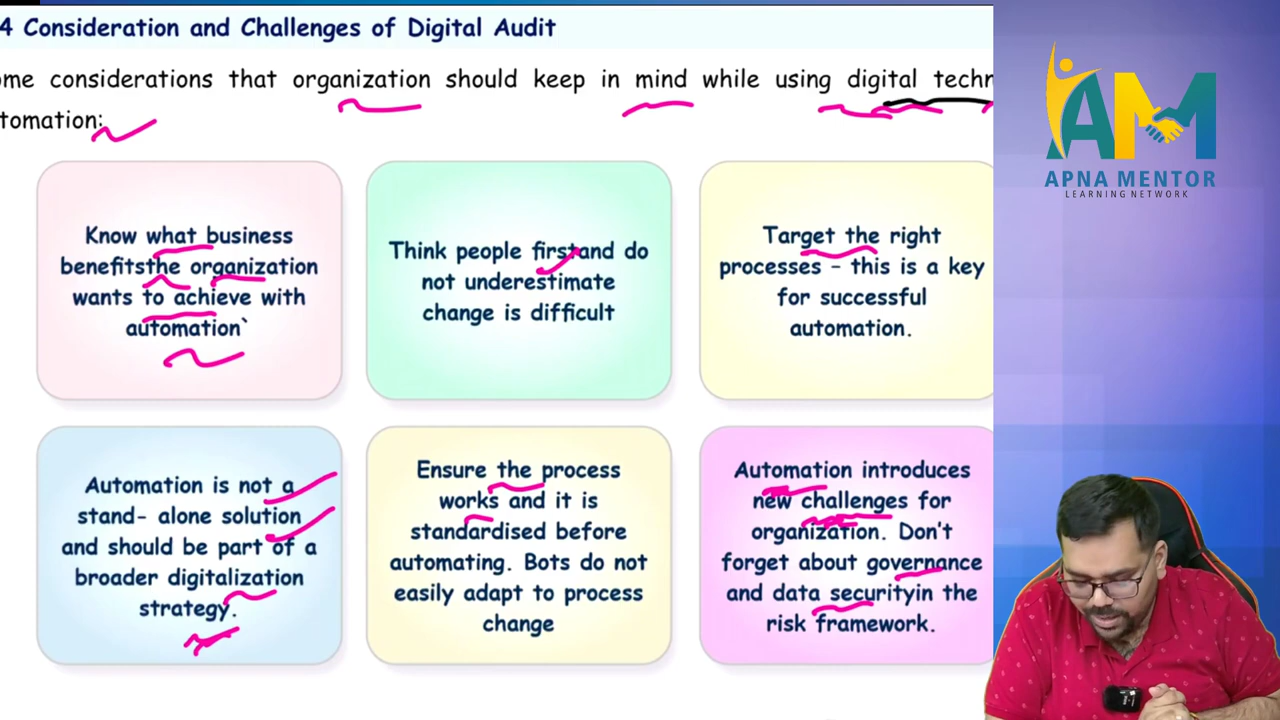 4 Consideration and Challenges of Digital Audit
ome considerations that organization should keep in mind while using digital techn
tomation:
Know what business
benefitsthe organization
wants to achieve with
automation`
Think people first and do
not underestimate
change is difficult
Target the right
processes - this is a key
for successful
automation.
Automation is not a
stand- alone solution
and should be part of a
broader digitalization
strategy.
Ensure the process
works and it is
standardised before
automating. Bots do not
easily adapt to process
change
Automation introduces
new challenges for
organization. Don't
forget about governance
and data securityin the
risk framework.
AM
APNA MENTOR
LEARNING NETWORK